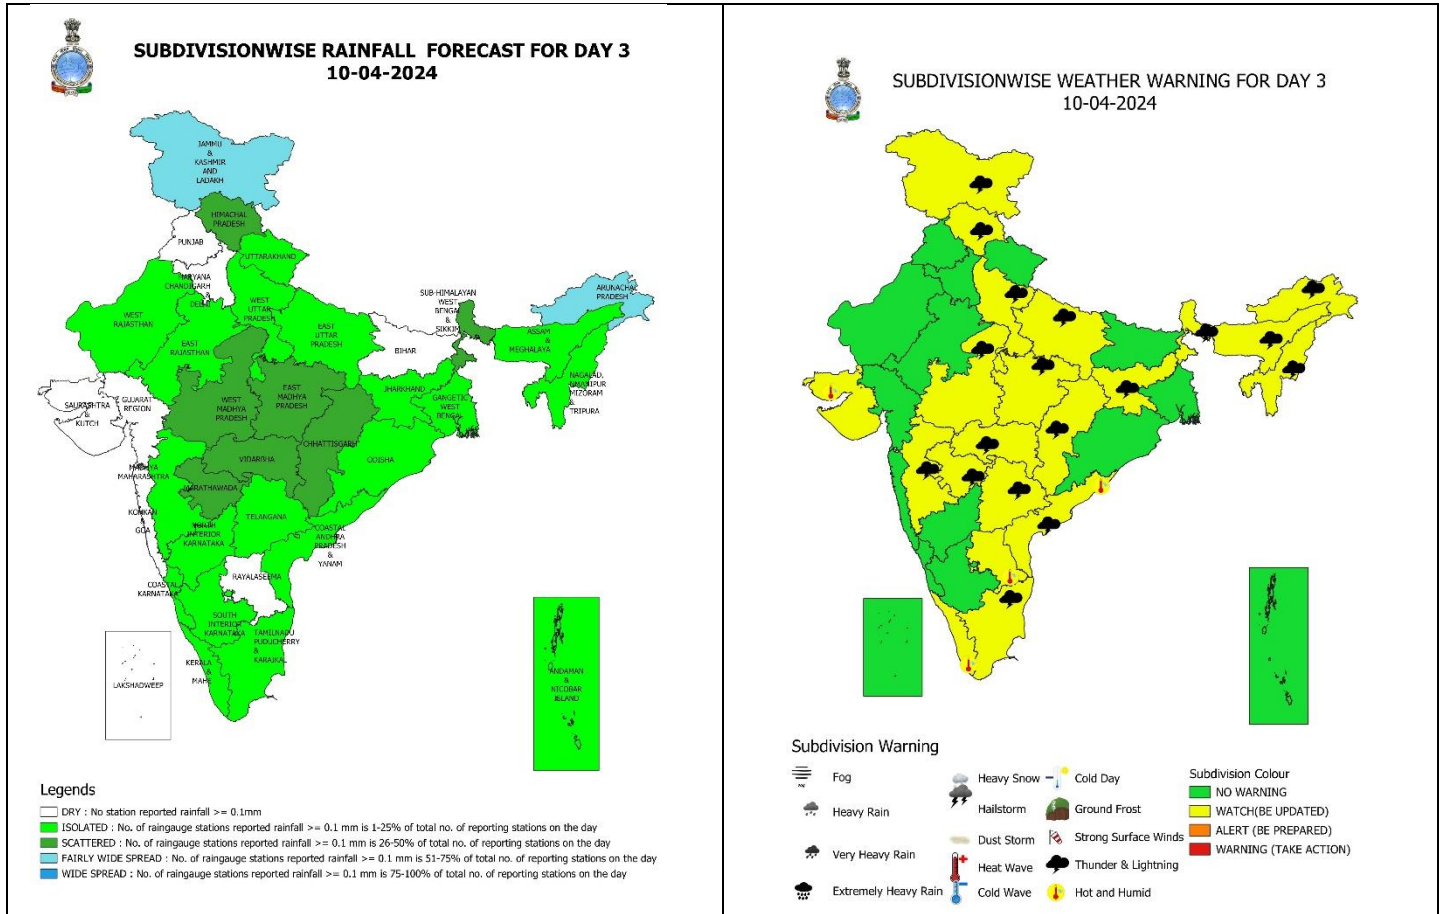 SUBDIVISIONWISE RAINFALL FORECAST FOR DAY 3
10-04-2024
JAMMU
&
KASHMIR
AND
LADAKH
HIMACHAL
PRADESH
PUNJAB
UTTARAKHAND
HARYANA
CHANDIGARH
&
DELHI
WEST
RAJASTHAN
WEST
UTTAR
PRADESH
EAST
RAJASTHAN
EAST
UTTAR
PRADESH
SUB-HIMALAYAN
WEST
BENGAL
&
SIKKIM
ARUNACHAL
PRADESH
ASSAM
&
MEGHALAYA
BIHAR
NAGALAD,
MANIPUR
MIZORAM
&
TRIPURA
JHARKHAND
GANGETIC
WEST
BENGAL
SAURASHTRA
&
KUTCH
GUJARAT
REGION
WEST
MADHYA
PRADESH
EAST
MADHYA
PRADESH
CHHATTISGARH
VIDARBHA
ODISHA
MADHYA
MAHARASHTRA
MARATHAWADA
KONKAN
&
GOA
TELANGANA
NORTH
INTERIOR
KARNATAKA
COASTAL
ANDHRA
PRADESH
&
YANAM
RAYALASEEMA
COASTAL
KARNATAKA
SOUTH
INTERIOR
KARNATAKA
TAMILNADU
PUDUCHERRY
&
KARAIKAL
KERALA
&
MAHE
LAKSHADWEEP
ANDAMAN
&
NICOBAR
ISLAND
Legends
DRY : No station reported rainfall >= 0.1mm
ISOLATED : No. of raingauge stations reported rainfall >= 0.1 mm is 1-25% of total no. of reporting stations on the day
SCATTERED : No. of raingauge stations reported rainfall >= 0.1 mm is 26-50% of total no. of reporting stations on the day
FAIRLY WIDE SPREAD : No. of raingauge stations reported rainfall >= 0.1 mm is 51-75% of total no. of reporting stations on the day
WIDE SPREAD : No. of raingauge stations reported rainfall >= 0.1 mm is 75-100% of total no. of reporting stations on the day
SUBDIVISIONWISE WEATHER WARNING FOR DAY 3
10-04-2024
Subdivision Warning
Fog
Heavy Rain
Very Heavy Rain
Extremely Heavy Rain
Heavy Snow
Hailstorm
Dust Storm
Heat Wave
Cold Wave
Cold Day
Ground Frost
Strong Surface Winds
Thunder & Lightning
Hot and Humid
Subdivision Colour
NO WARNING
WATCH(BE UPDATED)
ALERT (BE PREPARED)
WARNING (TAKE ACTION)